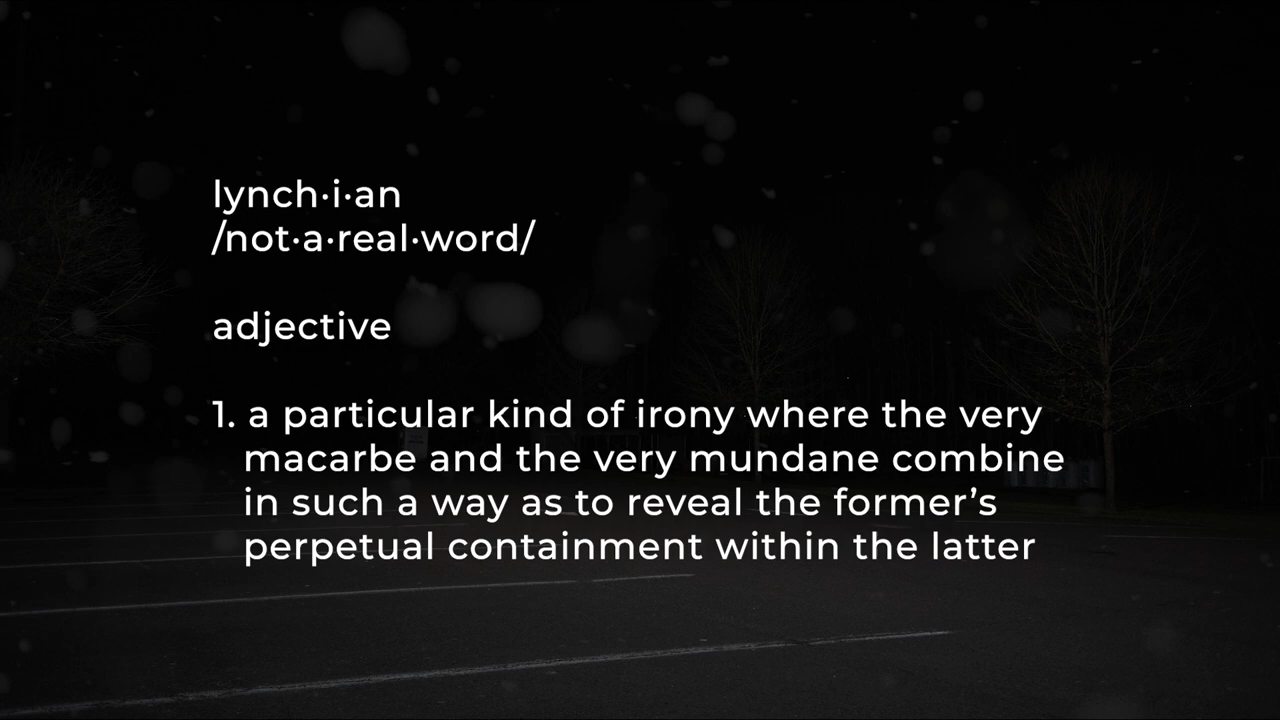 lynch·i·an
/not·a·real·word/
adjective
1. a particular kind of irony where the very
macarbe and the very mundane combine
in such a way as to reveal the former’s
perpetual containment within the latter